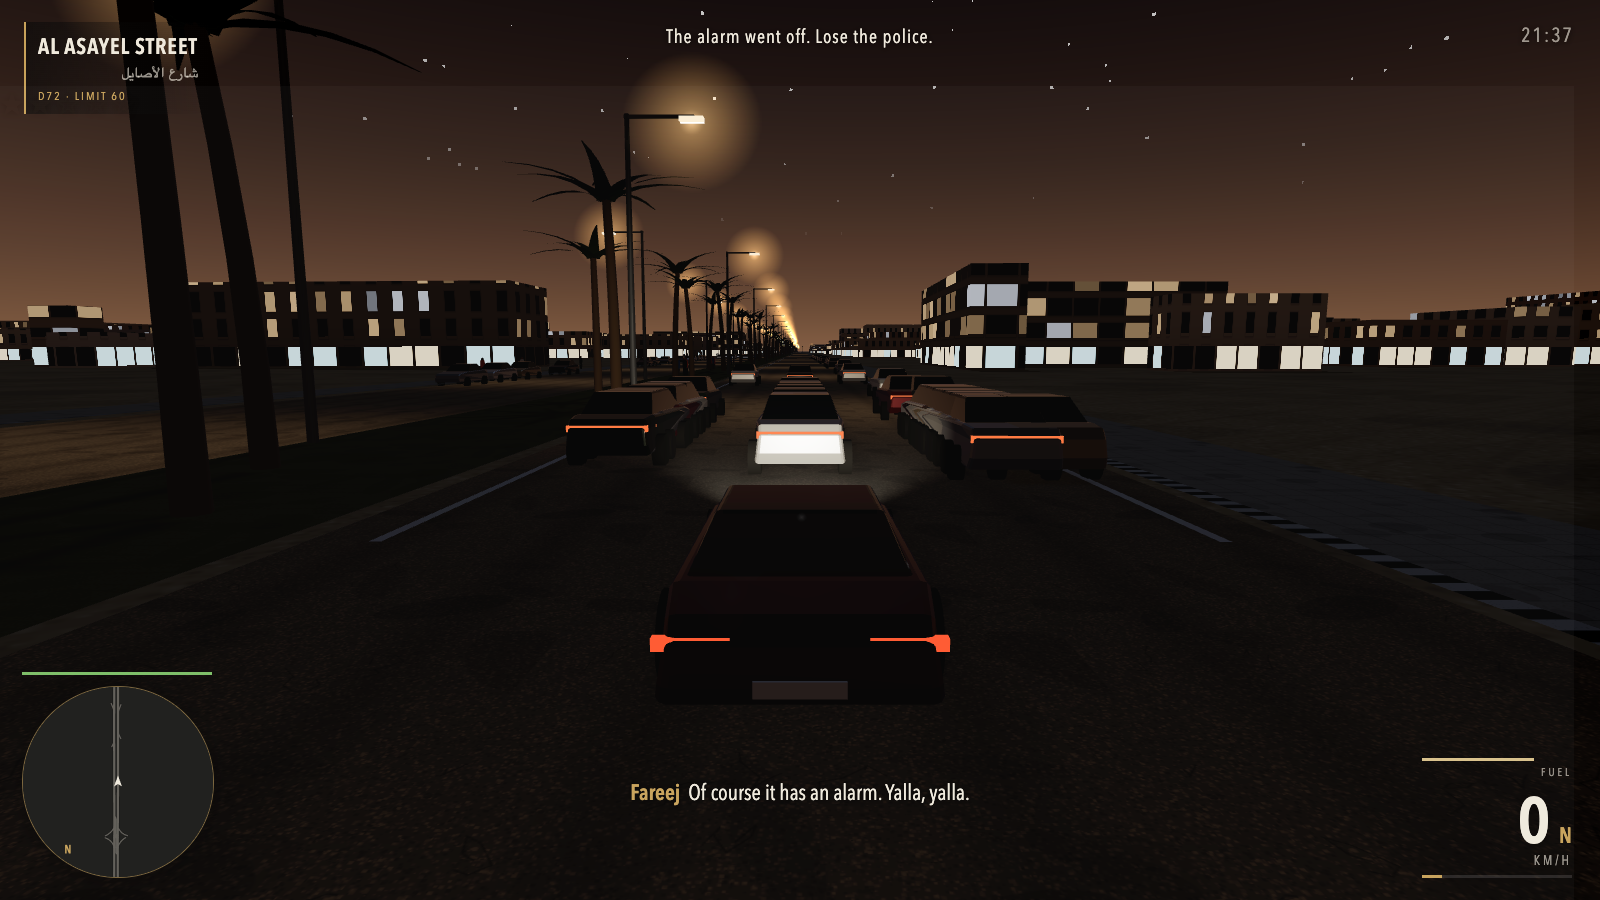 AL ASAYEL STREET
شارع الأصايل
D72 · LIMIT 60
The alarm went off. Lose the police.
21:37
Fareej Of course it has an alarm. Yalla, yalla.
N
FUEL
0 N
KM/H